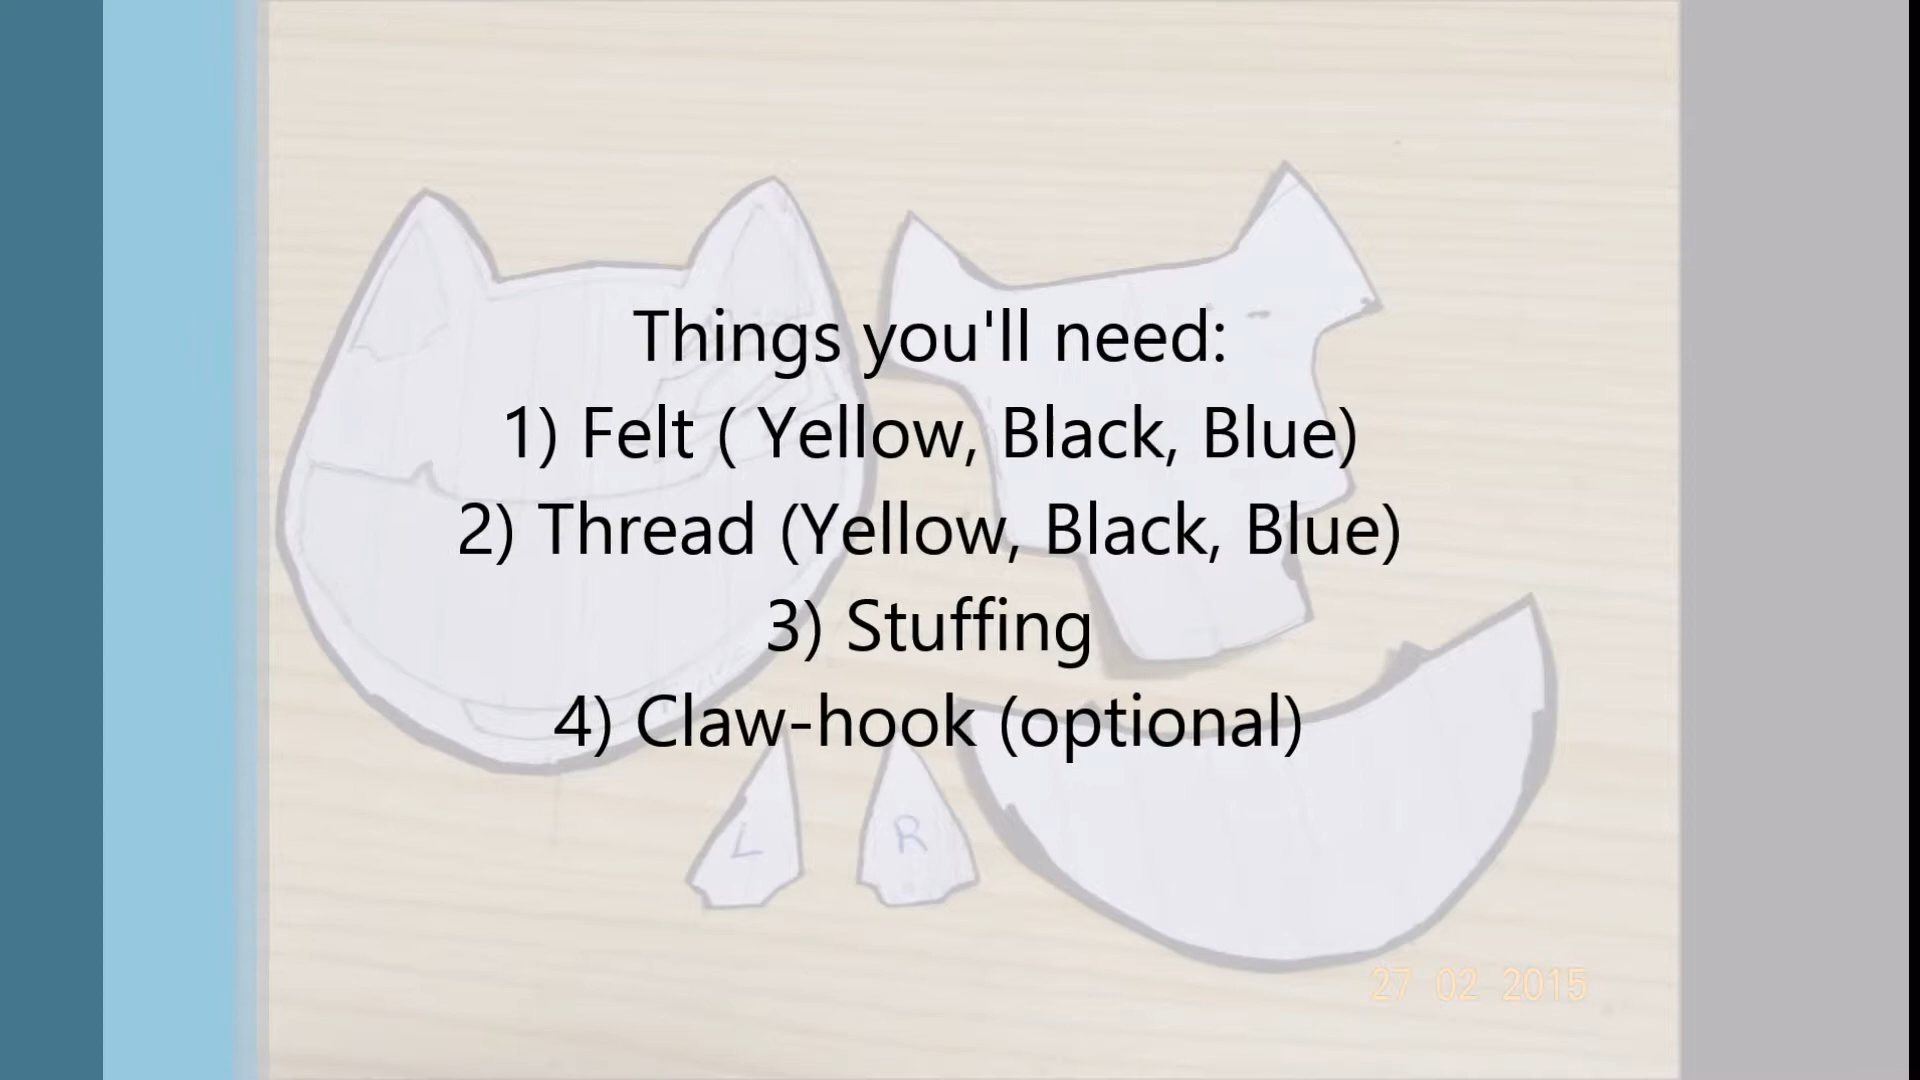 Things you'll need:
1) Felt ( Yellow, Black, Blue)
2) Thread (Yellow, Black, Blue)
3) Stuffing
4) Claw-hook (optional)
L R
27 02 2015